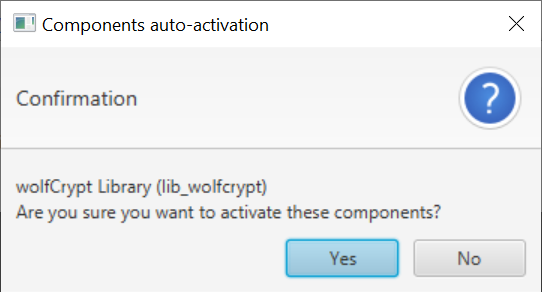 Components auto-activation
Confirmation
?
wolfCrypt Library (lib_wolfcrypt)
Are you sure you want to activate these components?
Yes
No